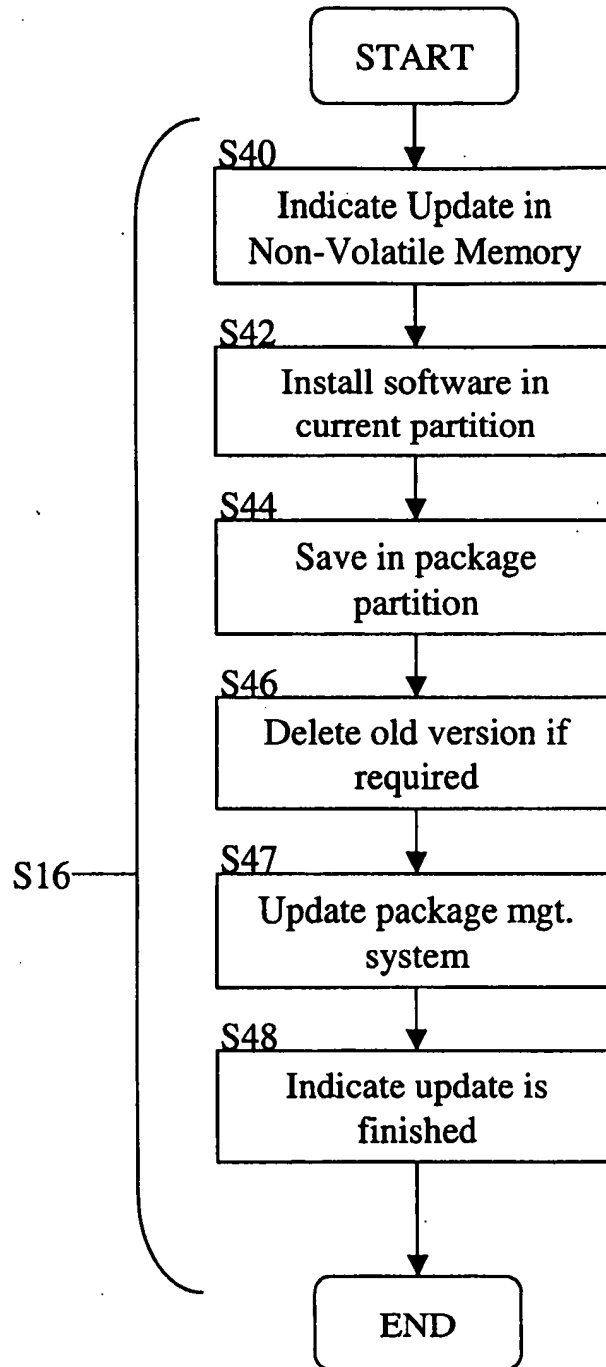 START
S40
Indicate Update in
Non-Volatile Memory
S42
Install software in
current partition
S44
Save in package
partition
S46
Delete old version if
required
S16
S47
Update package mgt.
system
S48
Indicate update is
finished
END